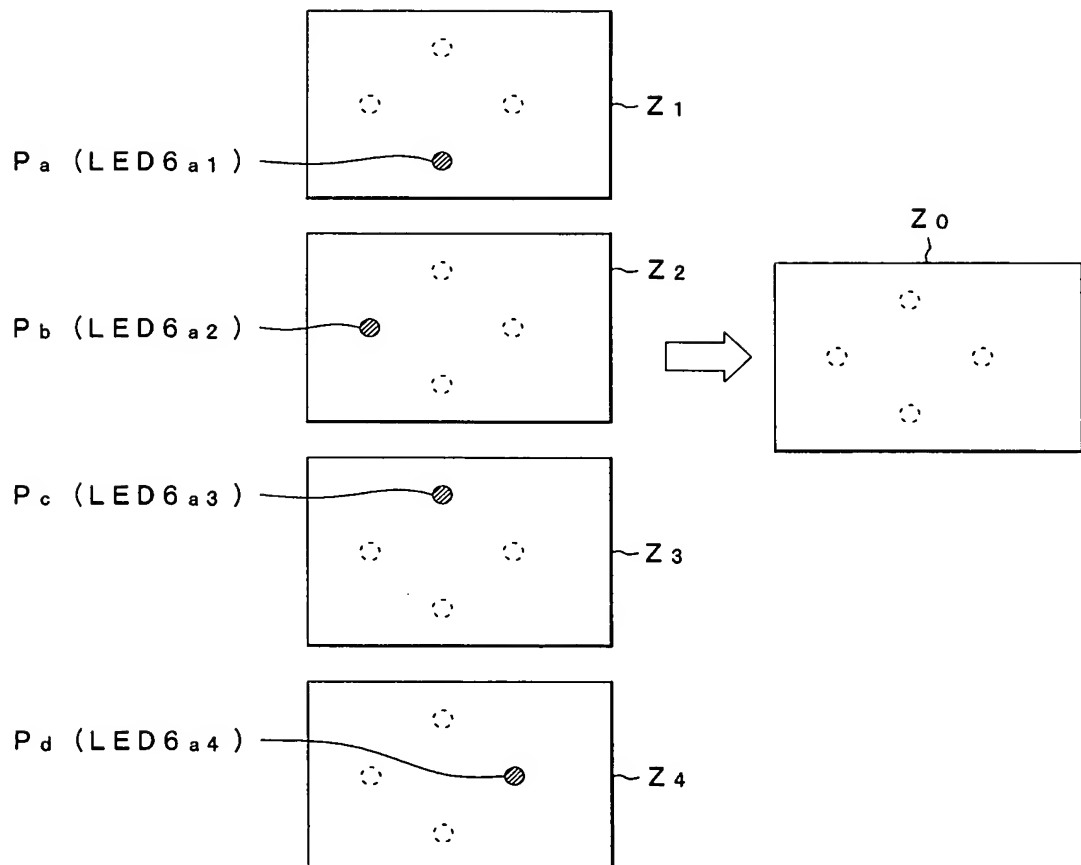 Z1
Pa (LED6a1)
Z0
Z2
Pb (LED6a2)
Pc (LED6a3)
Z3
Pd (LED6a4)
Z4